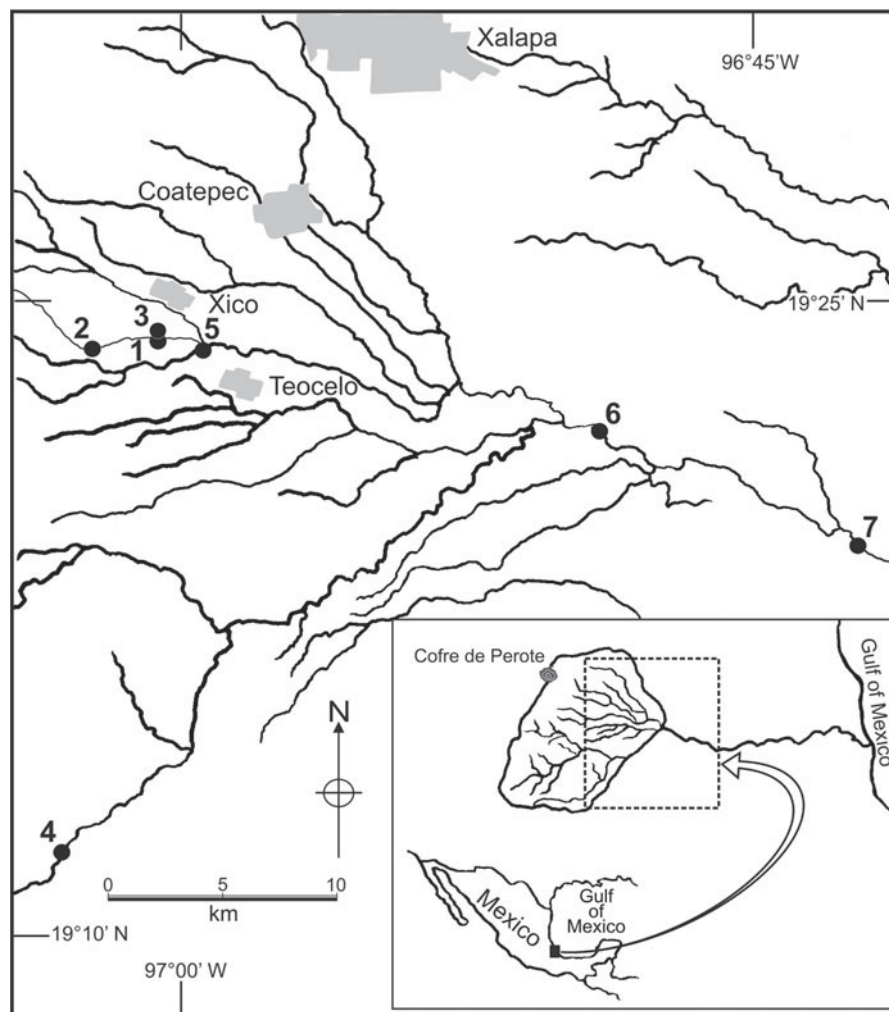 Xalapa
96°45'W
Coatepec
Xico
19°25' N
3
2
1
5
Teocelo
6
7
Cofre de Perote
Gulf of Mexico
N
4
0 5 10
km
Mexico
Gulf
of
Mexico
19°10' N
97°00' W